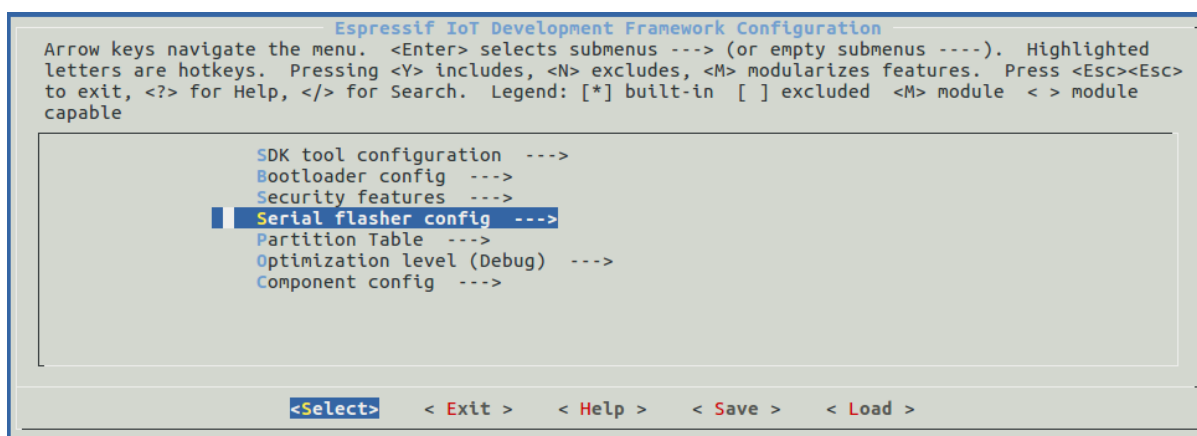 Espressif IoT Development Framework Configuration
Arrow keys navigate the menu.  <Enter> selects submenus ---> (or empty submenus ----).  Highlighted
letters are hotkeys.  Pressing <Y> includes, <N> excludes, <M> modularizes features.  Press <Esc><Esc>
to exit, <?> for Help, </> for Search.  Legend: [*] built-in  [ ] excluded  <M> module  < > module
capable
SDK tool configuration  --->
Bootloader config  --->
Security features  --->
Serial flasher config  --->
Partition Table  --->
Optimization level (Debug)  --->
Component config  --->
<Select>    < Exit >    < Help >    < Save >    < Load >